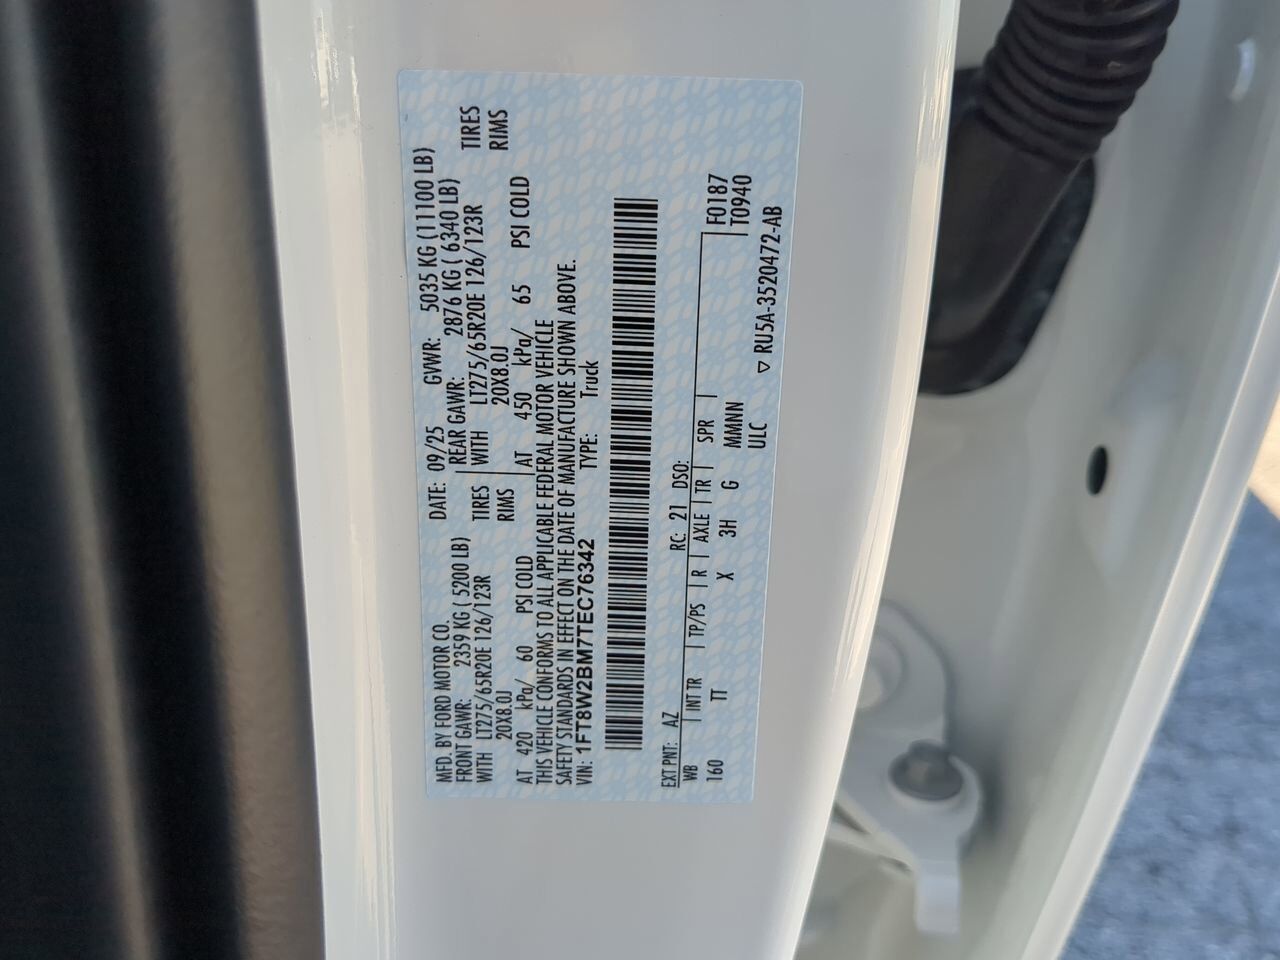 MFD. BY FORD MOTOR CO. DATE: 09/25 GVWR: 5035 KG (11100 LB)
FRONT GAWR: 2359 KG ( 5200 LB) REAR GAWR: 2876 KG ( 6340 LB)
WITH LT275/65R20E 126/123R TIRES WITH LT275/65R20E 126/123R TIRES
20X8.0J RIMS 20X8.0J RIMS
AT 420 kPa/ 60 PSI COLD AT 450 kPa/ 65 PSI COLD
THIS VEHICLE CONFORMS TO ALL APPLICABLE FEDERAL MOTOR VEHICLE
SAFETY STANDARDS IN EFFECT ON THE DATE OF MANUFACTURE SHOWN ABOVE.
VIN: 1FT8W2BM7TEC76342 TYPE: Truck
EXT PNT: AZ RC: 21 DSO:
WB INT TR TP/PS R AXLE TR SPR F0187
160 TT X 3H G MMNNN T0940
ULC ▽ RU5A-3520472-AB